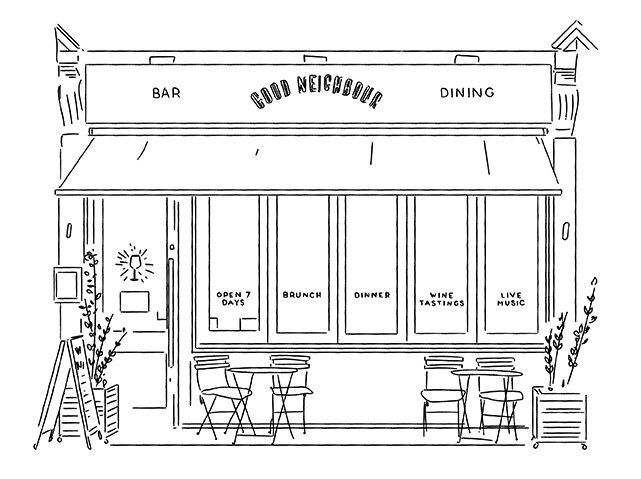 BAR
GOOD NEIGHBOUR
DINING
OPEN 7
DAYS
BRUNCH
DINNER
WINE
TASTINGS
LIVE
MUSIC